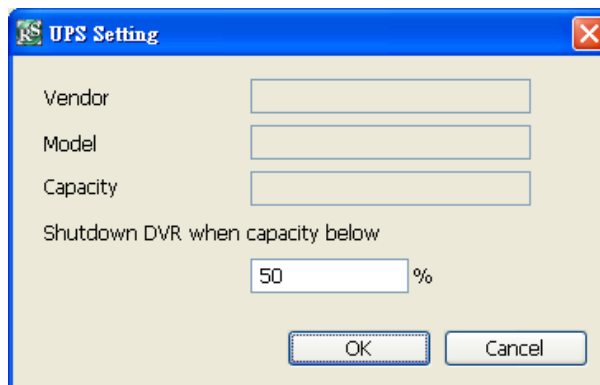 RS UPS Setting
Vendor
Model
Capacity
Shutdown DVR when capacity below
50 %
OK Cancel